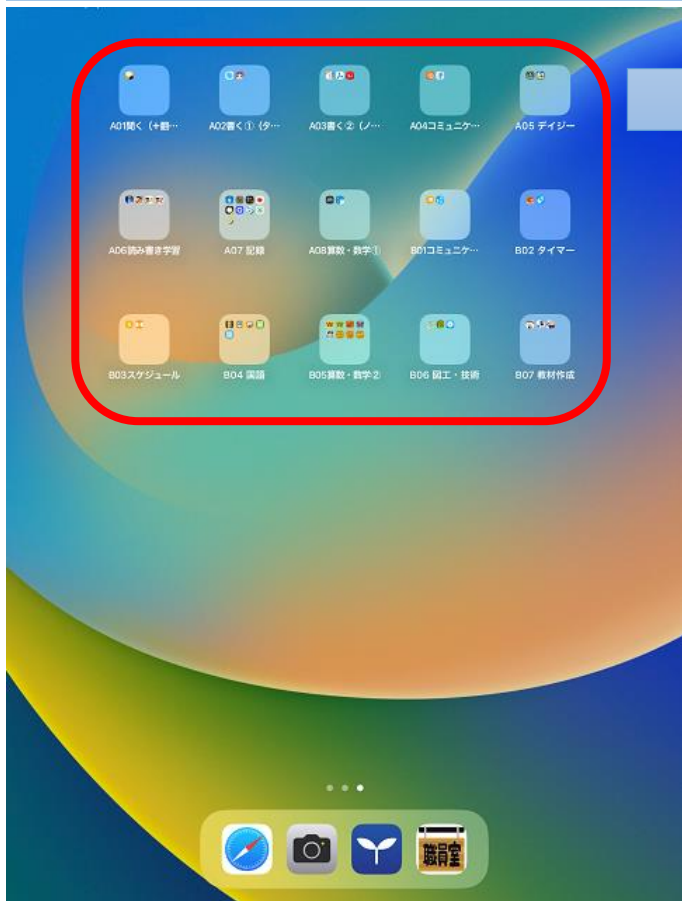 A01聞く（+翻…
A02書く①（タ…
A03書く②（ノ…
A04コミュニケ…
A05 デイジー
A06読み書き学習
A07 記録
A08算数・数学①
B01コミュニケ…
B02 タイマー
B03スケジュール
B04 国語
B05算数・数学②
B06 図工・技術
B07 教材作成
職員室